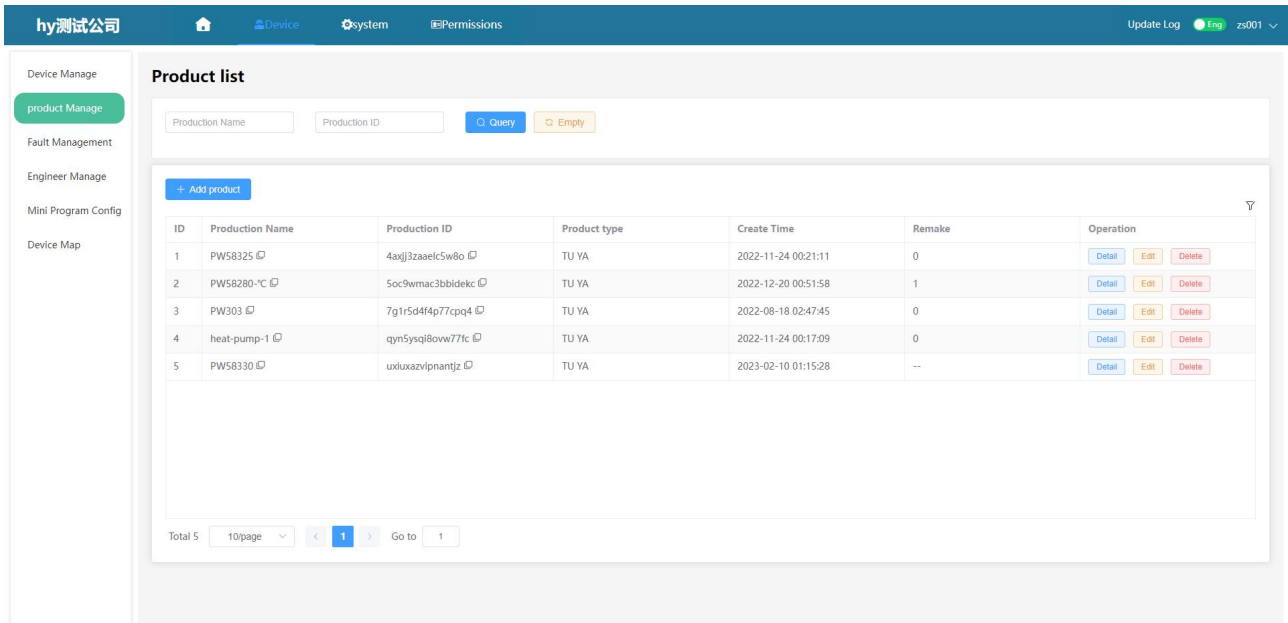 hy测试公司 Device system Permissions Update Log Eng zs001
Device Manage
product Manage
Fault Management
Engineer Manage
Mini Program Config
Device Map
Product list
Production Name Production ID Query Empty
+ Add product
ID Production Name Production ID Product type Create Time Remake Operation
1 PW58325 4axjj3zaaelc5w8o TU YA 2022-11-24 00:21:11 0 Detail Edit Delete
2 PW58280-℃ 5oc9wmac3bbidekc TU YA 2022-12-20 00:51:58 1 Detail Edit Delete
3 PW303 7g1r5d4f4p77cpq4 TU YA 2022-08-18 02:47:45 0 Detail Edit Delete
4 heat-pump-1 qyn5ysqi8ovw77fc TU YA 2022-11-24 00:17:09 0 Detail Edit Delete
5 PW58330 uxiuxazvipnantjz TU YA 2023-02-10 01:15:28 -- Detail Edit Delete
Total 5 10/page < 1 > Go to 1